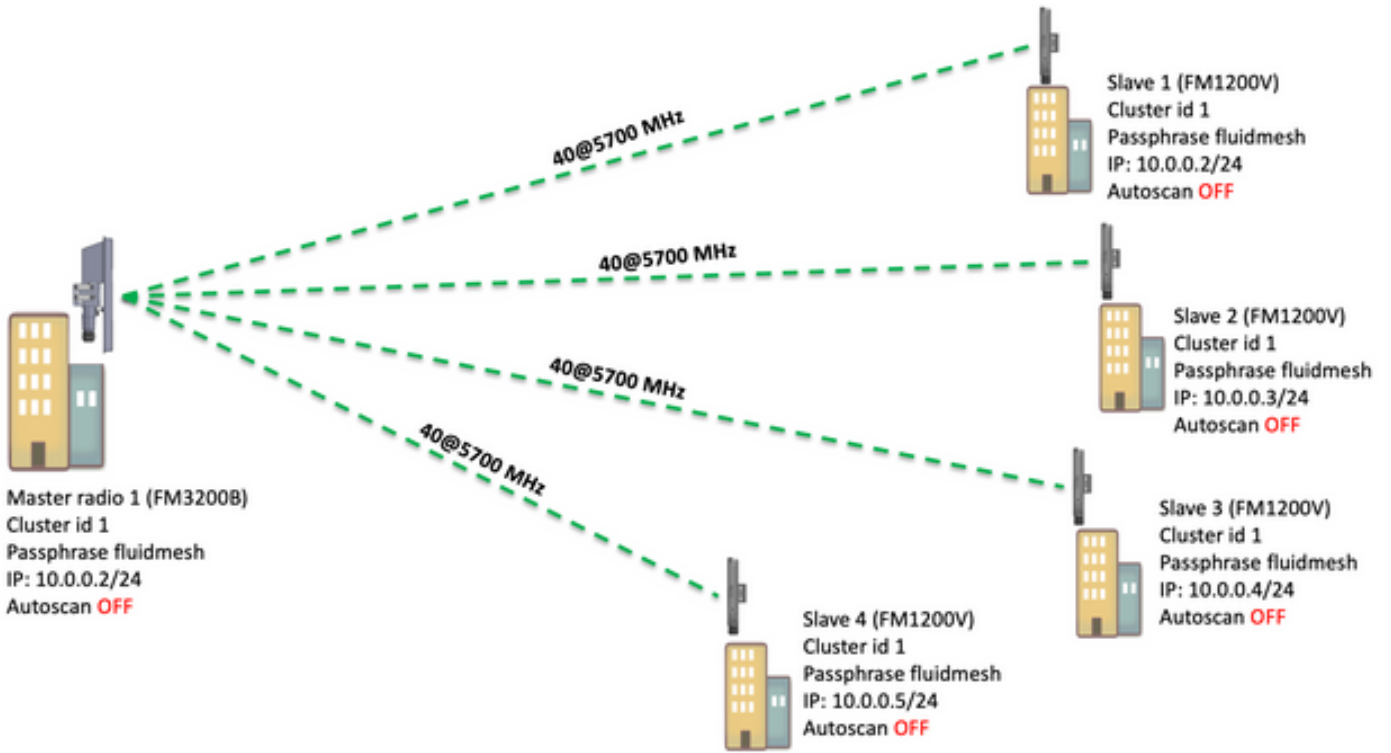 40@5700 MHz
Slave 1 (FM1200V)
Cluster id 1
Passphrase fluidmesh
IP: 10.0.0.2/24
Autoscan OFF
40@5700 MHz
Slave 2 (FM1200V)
Cluster id 1
Passphrase fluidmesh
IP: 10.0.0.3/24
Autoscan OFF
40@5700 MHz
40@5700 MHz
Master radio 1 (FM3200B)
Cluster id 1
Passphrase fluidmesh
IP: 10.0.0.2/24
Autoscan OFF
Slave 3 (FM1200V)
Cluster id 1
Passphrase fluidmesh
IP: 10.0.0.4/24
Autoscan OFF
Slave 4 (FM1200V)
Cluster id 1
Passphrase fluidmesh
IP: 10.0.0.5/24
Autoscan OFF